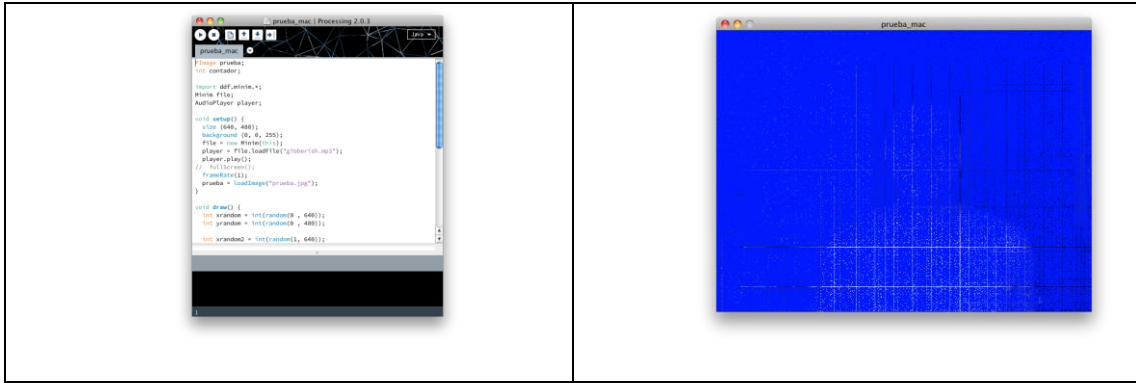 prueba_mac | Processing 2.0.3
Java
prueba_mac
PImage prueba;
int contador;
import ddf.minim.*;
Minim file;
AudioPlayer player;
void setup() {
size (640, 480);
background (0, 0, 255);
file = new Minim(this);
player = file.loadFile("gibberish.mp3");
player.play();
// fullScreen();
frameRate(1);
prueba = loadImage("prueba.jpg");
}
void draw() {
int xrandom = int(random(0 , 640));
int yrandom = int(random(0 , 480));
int xrandom2 = int(random(1, 640));
1
prueba_mac